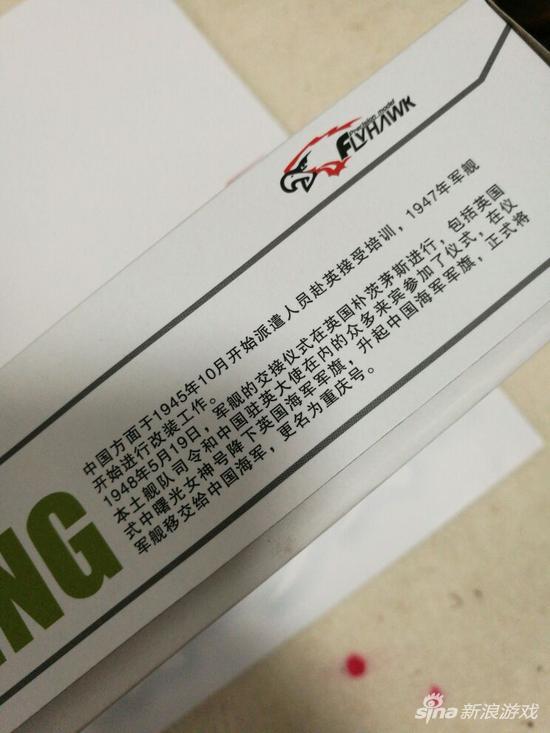 Precision model
FLYHAWK
中国方面于1945年10月开始派遣人员赴英接受培训，1947年军舰
开始进行改装工作。
1948年5月19日，军舰的交接仪式在英国朴茨茅斯进行，包括英国
本土舰队司令和中国驻英大使在内的众多来宾参加了仪式，在仪
式中曙光女神号降下英国海军军旗，升起中国海军军旗，正式将
军舰移交给中国海军，更名为重庆号。
NG
sina新浪游戏